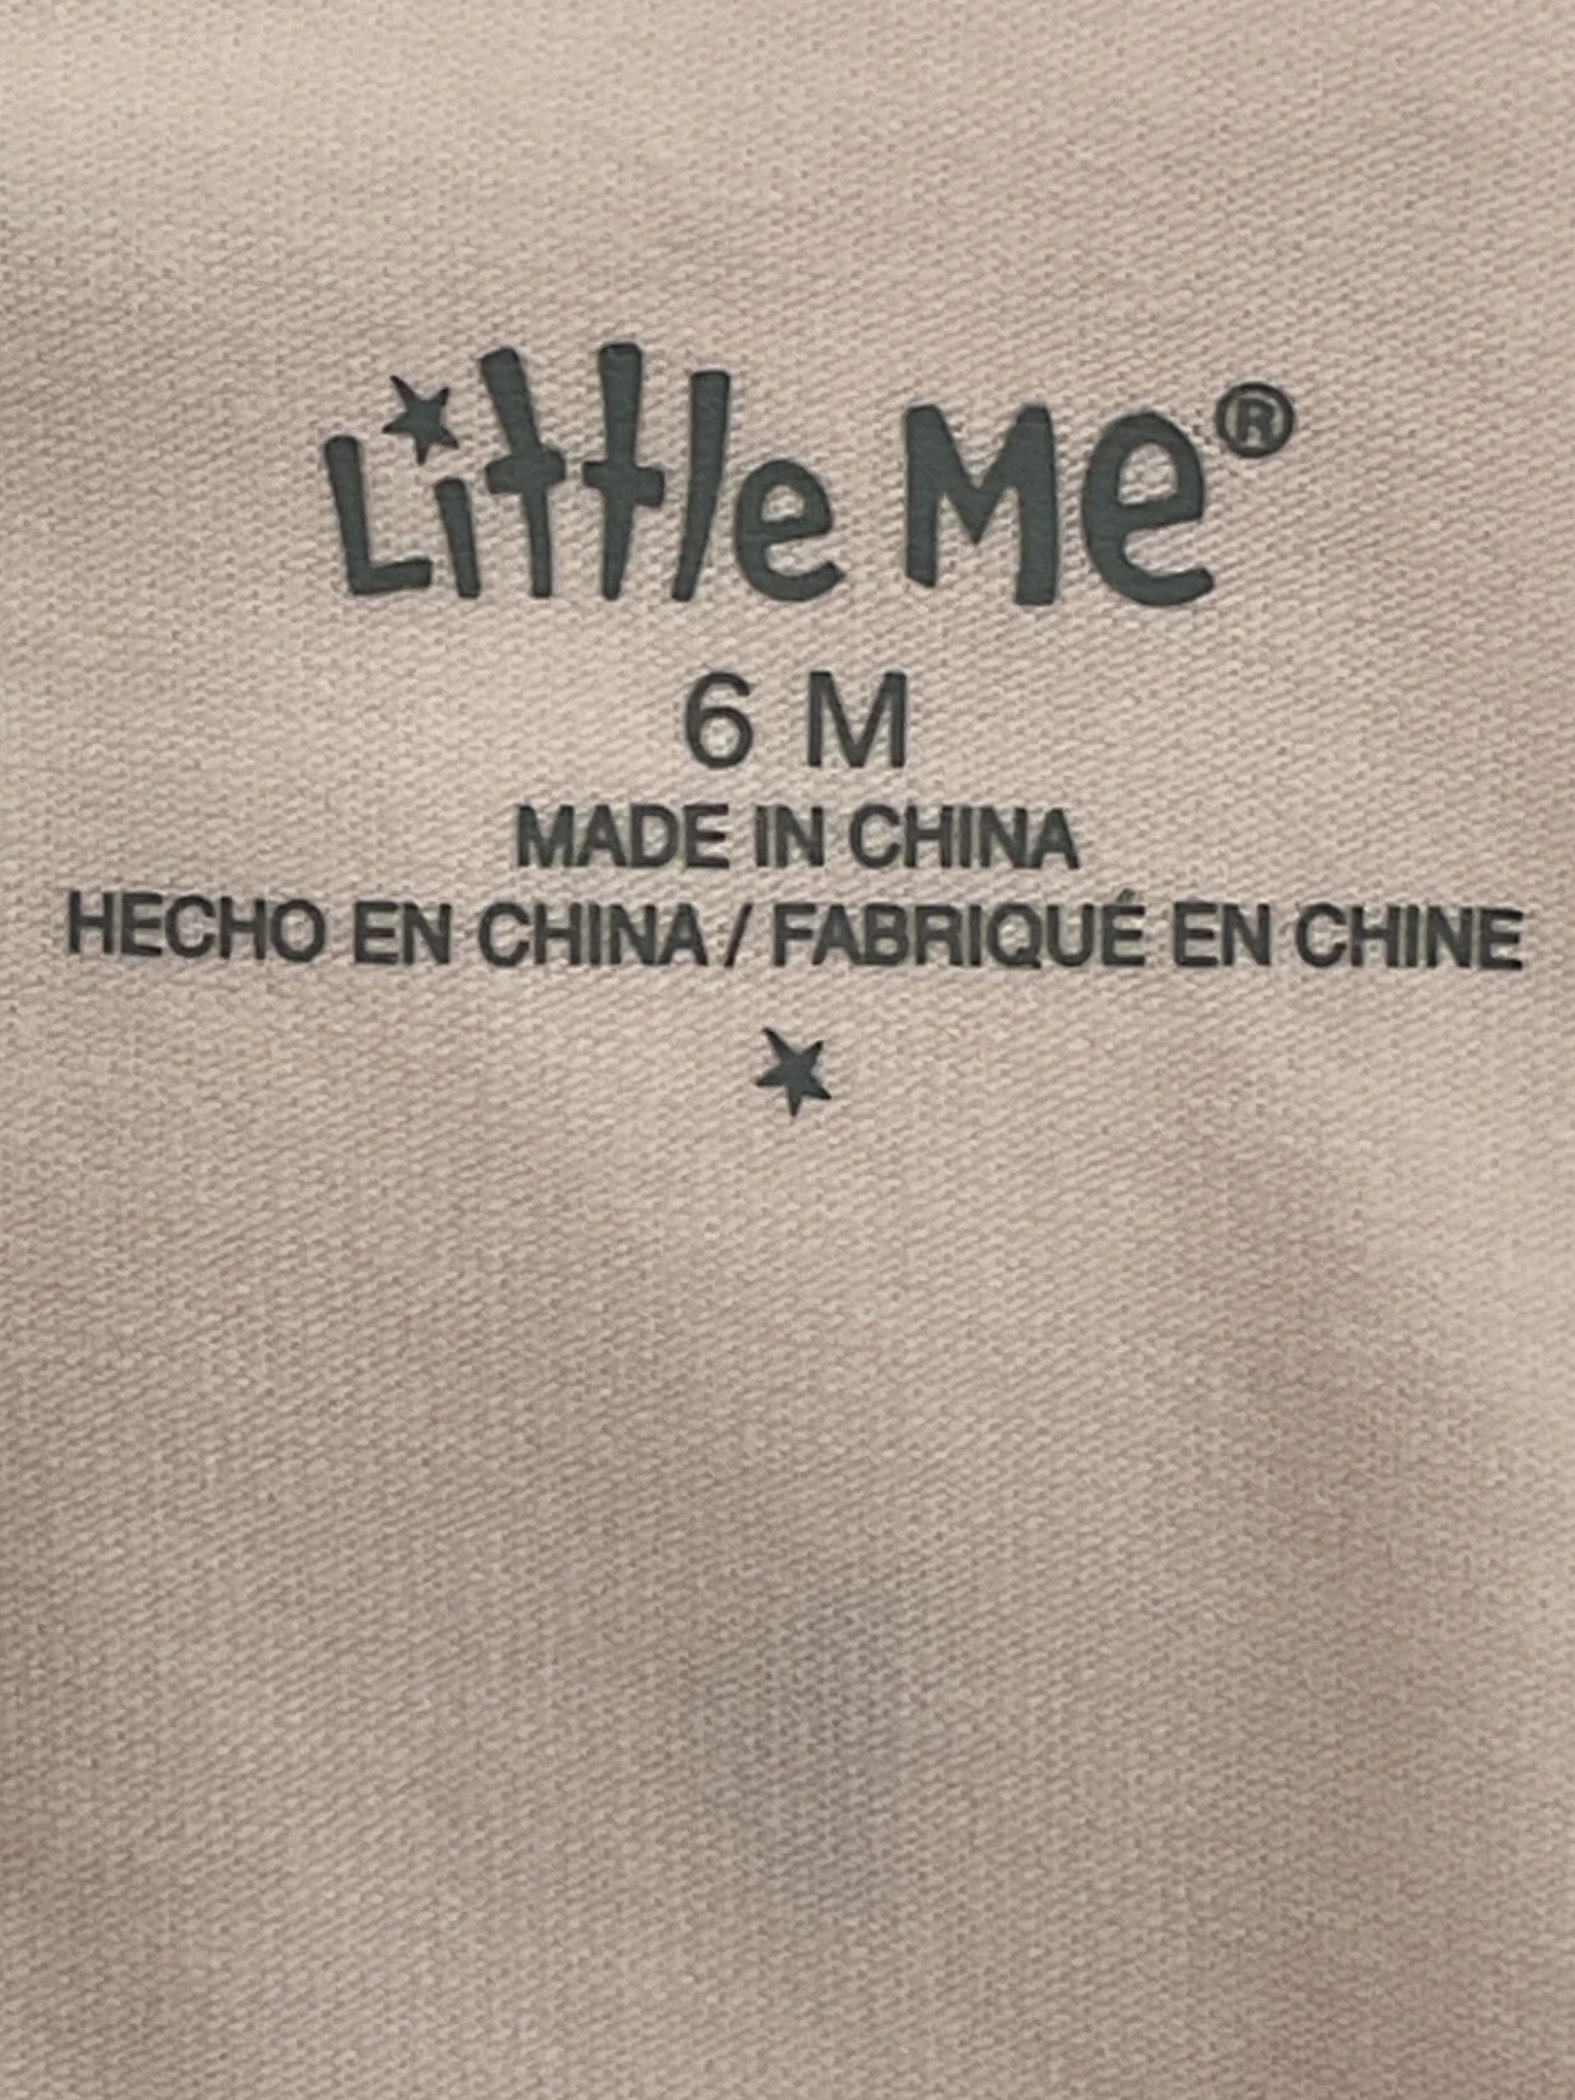 Little Me®
6 M
MADE IN CHINA
HECHO EN CHINA / FABRIQUÉ EN CHINE